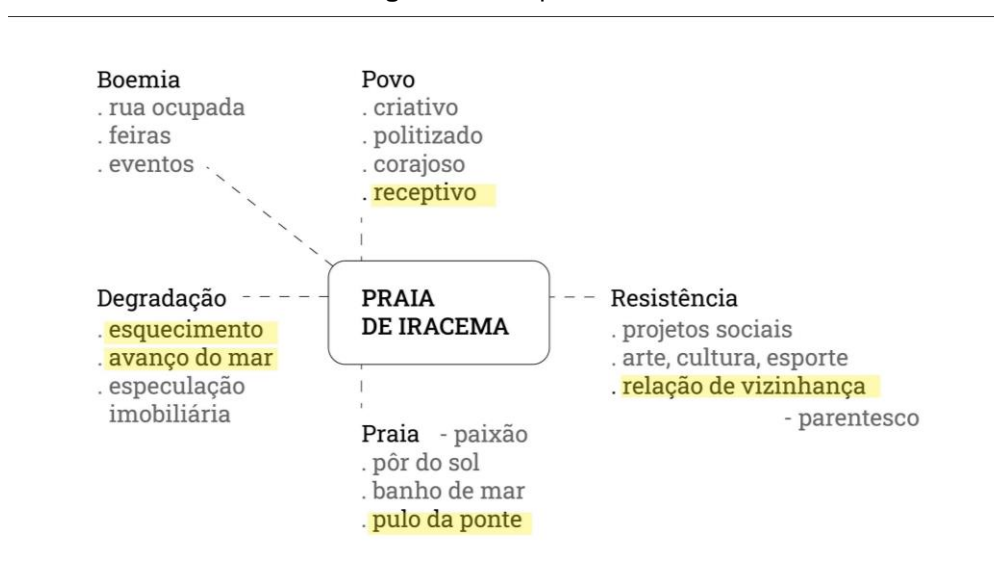 Boemia
. rua ocupada
. feiras
. eventos
Povo
. criativo
. politizado
. corajoso
. receptivo
Degradação
. esquecimento
. avanço do mar
. especulação
imobiliária
PRAIA
DE IRACEMA
Resistência
. projetos sociais
. arte, cultura, esporte
. relação de vizinhança
- parentesco
Praia - paixão
. pôr do sol
. banho de mar
. pulo da ponte